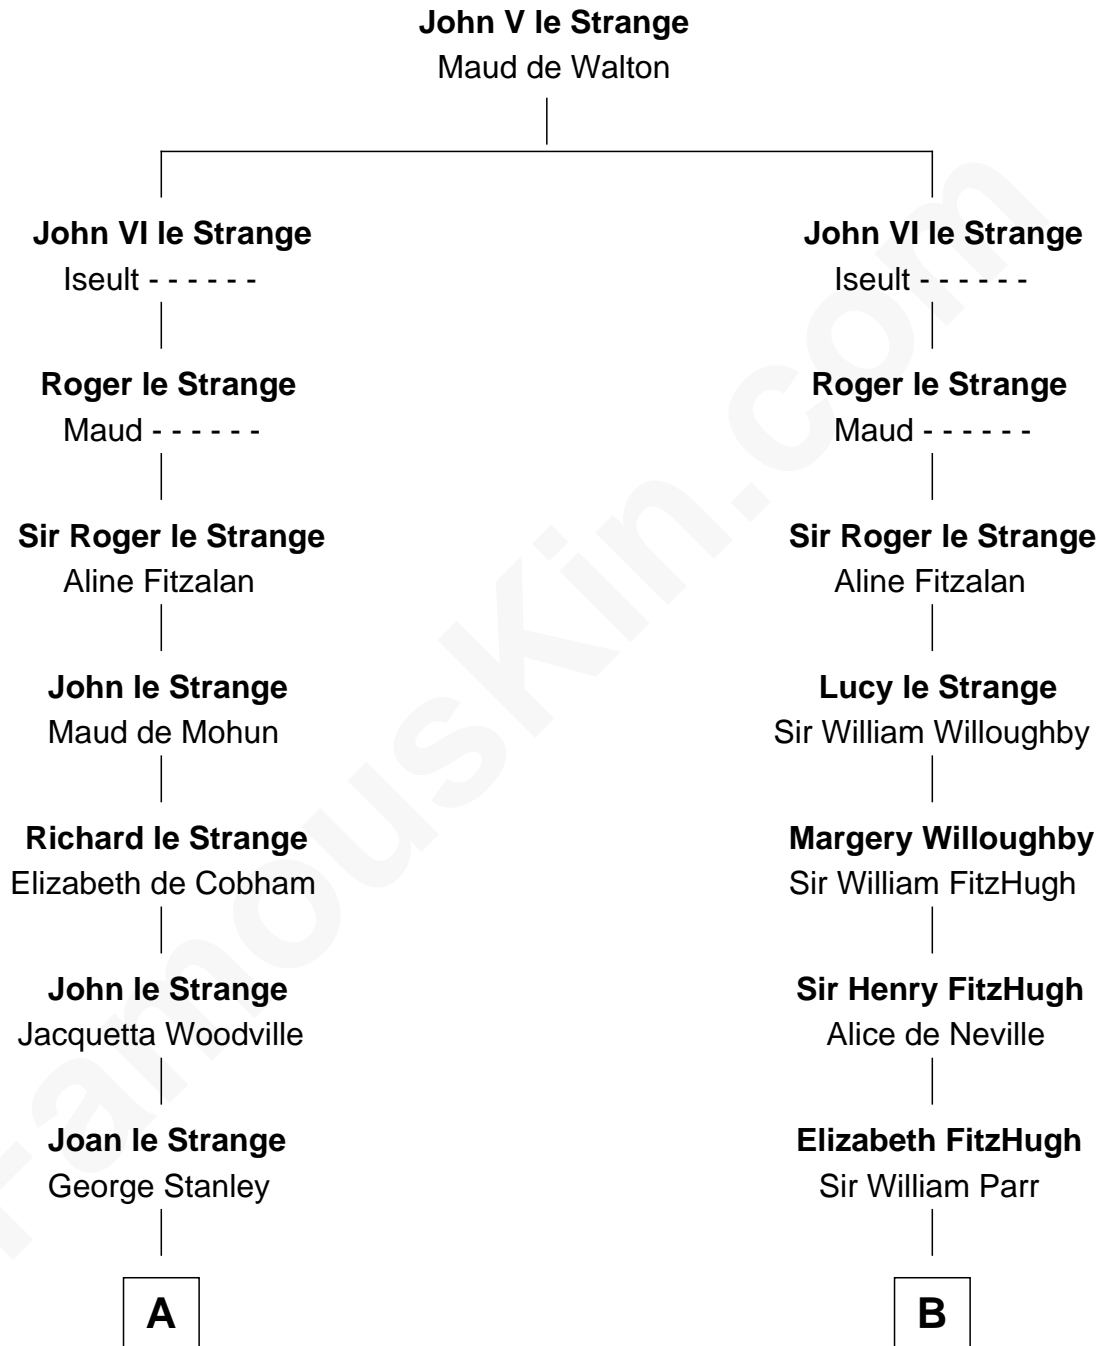 John V le Strange
Maud de Walton
John VI le Strange
Iseult - - - - - -
John VI le Strange
Iseult - - - - - -
Roger le Strange
Maud - - - - - -
Roger le Strange
Maud - - - - - -
Sir Roger le Strange
Aline Fitzalan
Sir Roger le Strange
Aline Fitzalan
John le Strange
Maud de Mohun
Lucy le Strange
Sir William Willoughby
Richard le Strange
Elizabeth de Cobham
Margery Willoughby
Sir William FitzHugh
John le Strange
Jacquetta Woodville
Sir Henry FitzHugh
Alice de Neville
Joan le Strange
George Stanley
Elizabeth FitzHugh
Sir William Parr
A
B
FamousKin.com